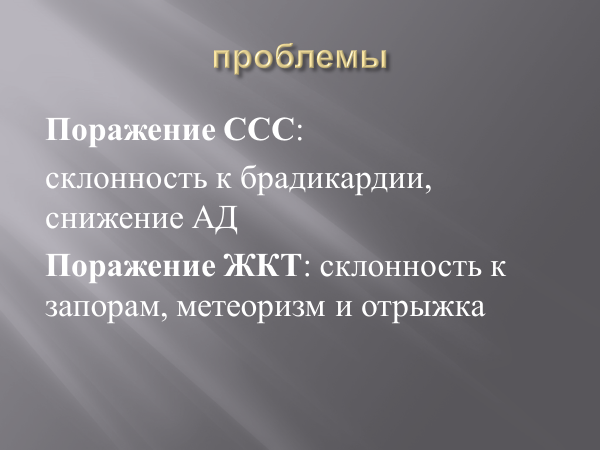 проблемы
Поражение ССС:
склонность к брадикардии,
снижение АД
Поражение ЖКТ: склонность к
запорам, метеоризм и отрыжка